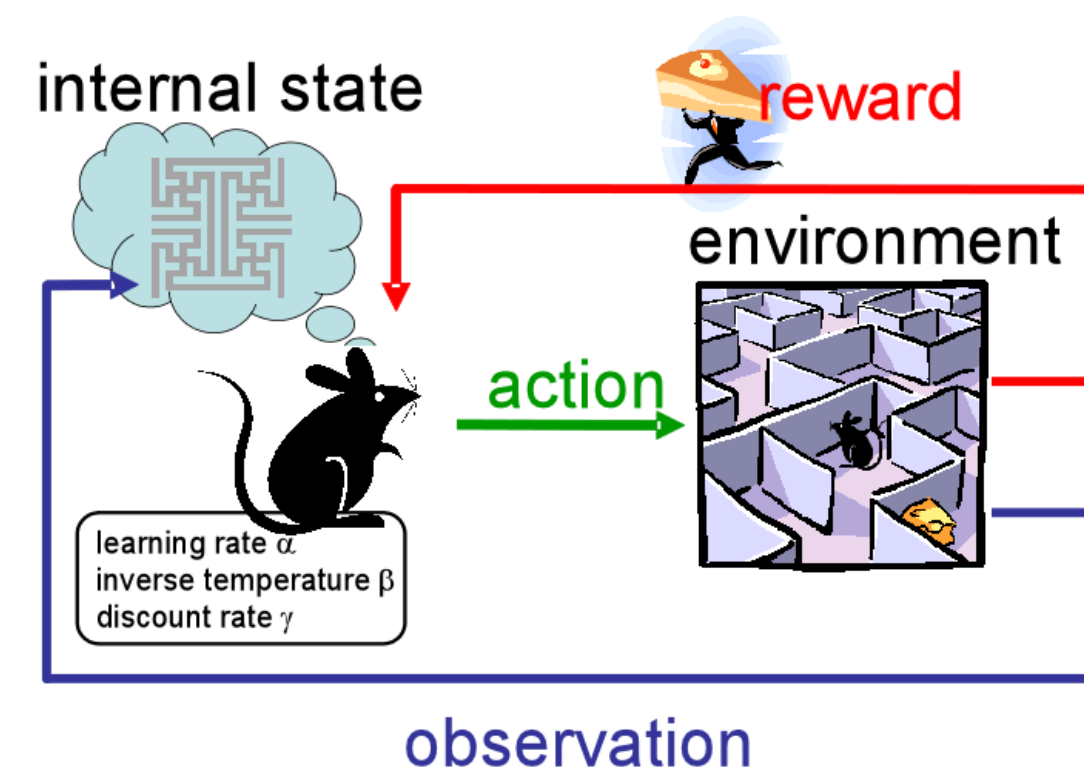 internal state
reward
environment
action
learning rate α
inverse temperature β
discount rate γ
observation